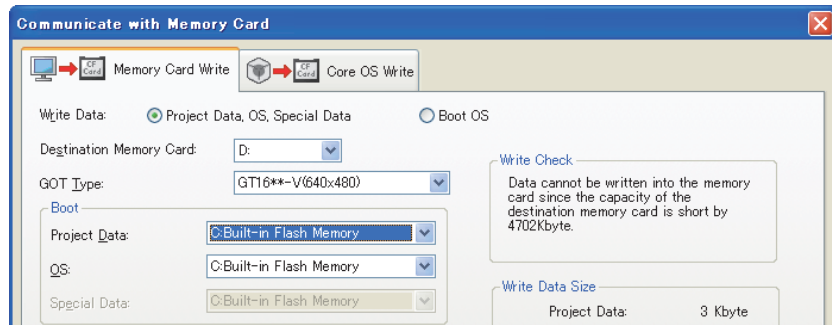 Communicate with Memory Card
CF Card Memory Card Write
CF Card Core OS Write
Write Data: Project Data, OS, Special Data Boot OS
Destination Memory Card: D:
GOT Type: GT16**-V(640x480)
Boot
Project Data: C:Built-in Flash Memory
OS: C:Built-in Flash Memory
Special Data: C:Built-in Flash Memory
Write Check
Data cannot be written into the memory
card since the capacity of the
destination memory card is short by
4702Kbyte.
Write Data Size
Project Data: 3 Kbyte